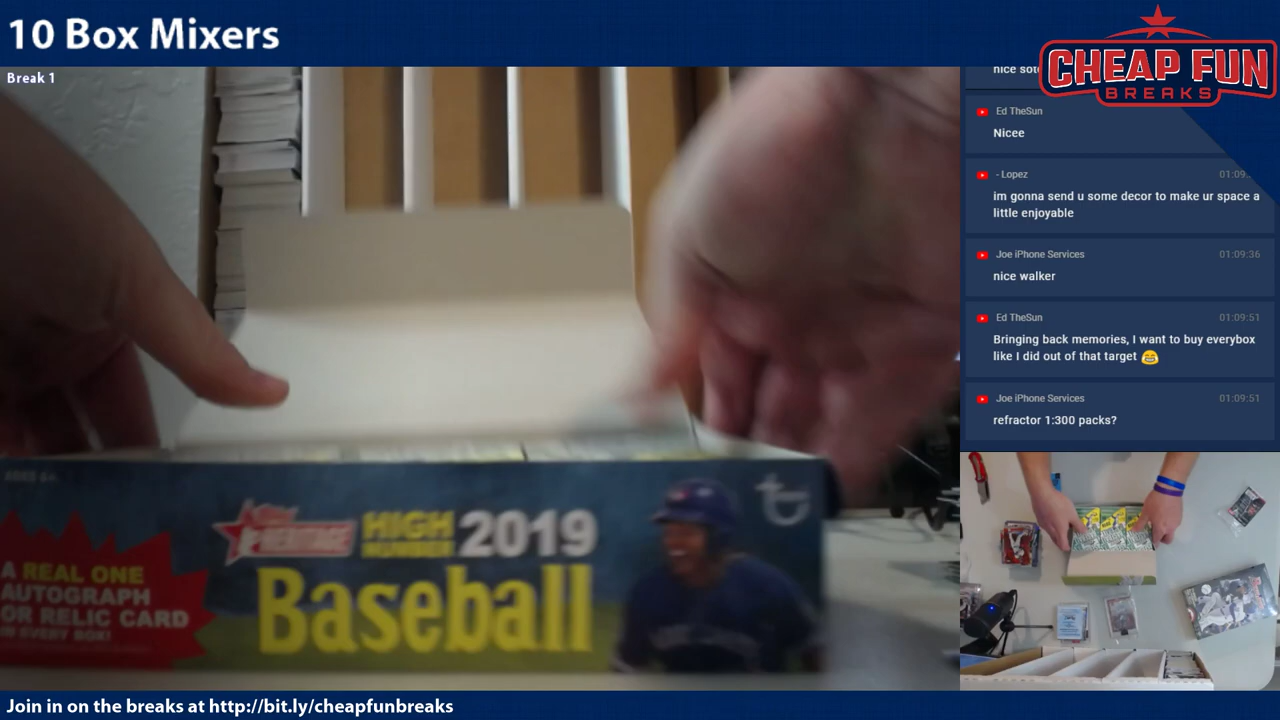 10 Box Mixers
CHEAP FUN
BREAKS
Break 1
Ed TheSun
Nicee
- Lopez
im gonna send u some decor to make ur space a
little enjoyable
Joe iPhone Services 01:09:36
nice walker
Ed TheSun 01:09:51
Bringing back memories, I want to buy everybox
like I did out of that target 😂
Joe iPhone Services 01:09:51
refractor 1:300 packs?
Topps
HERITAGE
HIGH
NUMBER
2019
Baseball
A REAL ONE
AUTOGRAPH
OR RELIC CARD
IN EVERY BOX!
Join in on the breaks at http://bit.ly/cheapfunbreaks